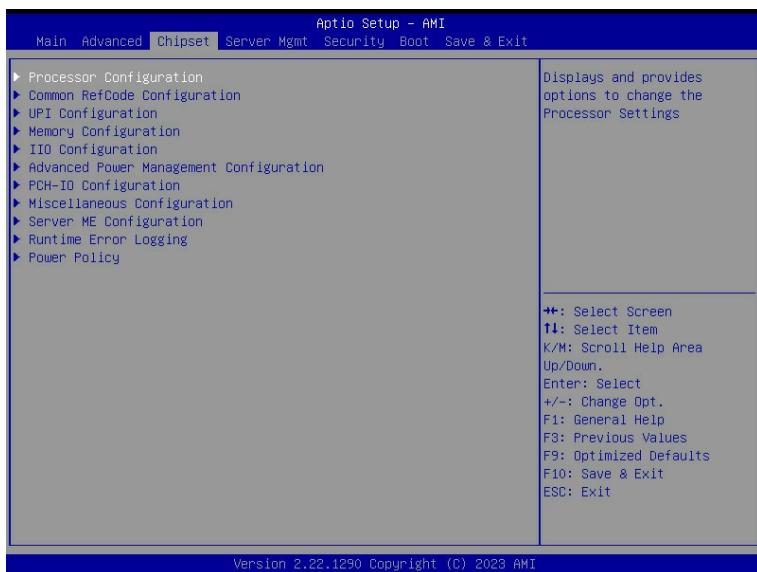 Aptio Setup - AMI
Main Advanced Chipset Server Mgmt Security Boot Save & Exit
Processor Configuration
Common RefCode Configuration
UPI Configuration
Memory Configuration
IIO Configuration
Advanced Power Management Configuration
PCH-IO Configuration
Miscellaneous Configuration
Server ME Configuration
Runtime Error Logging
Power Policy
Displays and provides
options to change the
Processor Settings
→←: Select Screen
↑↓: Select Item
K/M: Scroll Help Area
Up/Down.
Enter: Select
+/-: Change Opt.
F1: General Help
F3: Previous Values
F9: Optimized Defaults
F10: Save & Exit
ESC: Exit
Version 2.22.1290 Copyright (C) 2023 AMI